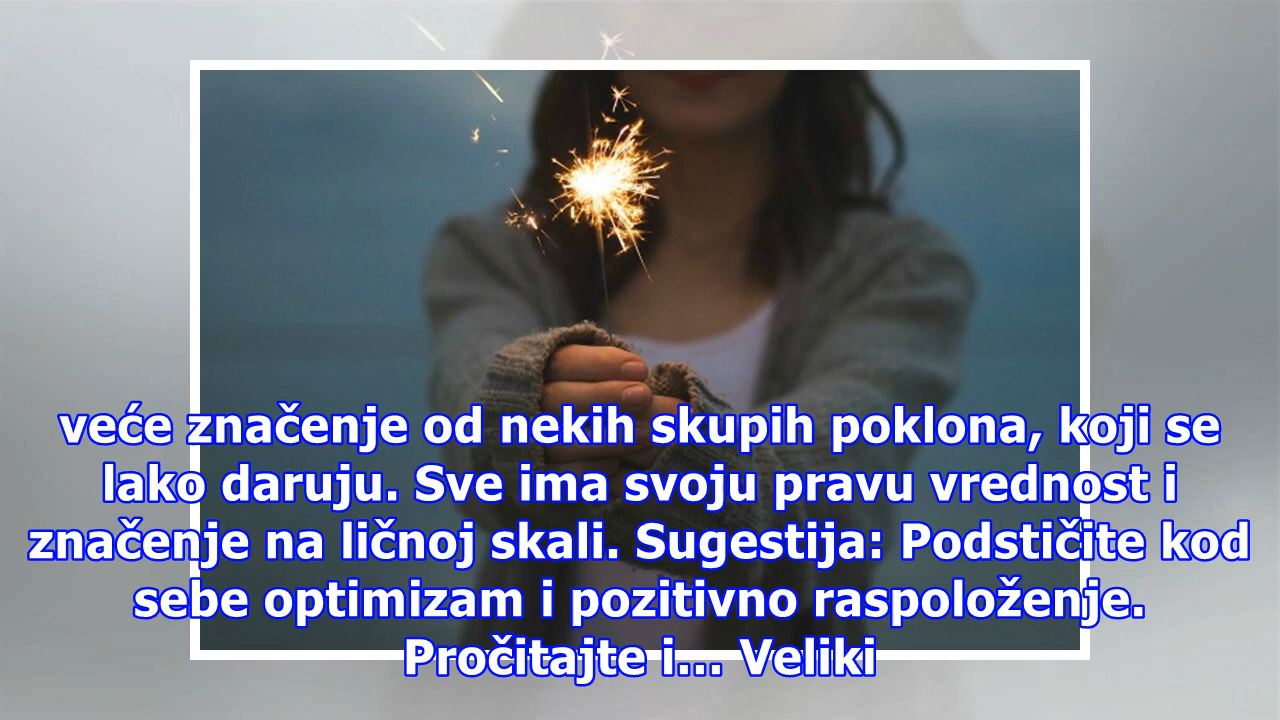 veće značenje od nekih skupih poklona, koji se
lako daruju. Sve ima svoju pravu vrednost i
značenje na ličnoj skali. Sugestija: Podstičite kod
sebe optimizam i pozitivno raspoloženje.
Pročitajte i... Veliki